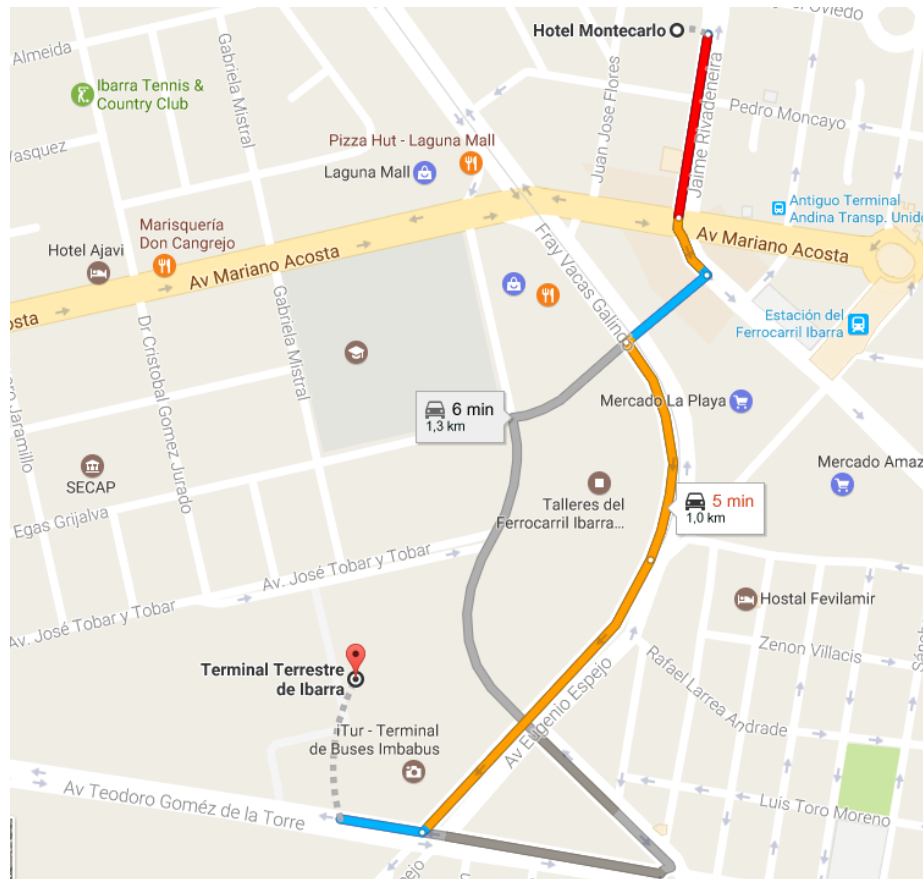 Oviedo
Hotel Montecarlo
Almeida
Gabriela Mistral
Ibarra Tennis &
Country Club
Juan Jose Flores
Jaime Rivadeneira
Pedro Moncayo
Vasquez
Pizza Hut - Laguna Mall
Laguna Mall
Antiguo Terminal
Andina Transp. Unido
Marisquería
Don Cangrejo
Hotel Ajavi
Av Mariano Acosta
Av Mariano Acosta
Fray Vacas Galindo
osta
Dr Cristobal Gomez Jurado
Gabriela Mistral
Estación del
Ferrocarril Ibarra
6 min
1,3 km
Mercado La Playa
ro Jaramillo
SECAP
Mercado Amaz
Talleres del
Ferrocarril Ibarra...
5 min
1,0 km
Egas Grijalva
Av. José Tobar y Tobar
Av. José Tobar y Tobar
Hostal Fevilamir
Zenon Villacis
Sánch
Terminal Terrestre
de Ibarra
Rafael Larrea Andrade
Av Eugenio Espejo
iTur - Terminal
de Buses Imbabus
Av Teodoro Goméz de la Torre
Luis Toro Moreno
Espejo